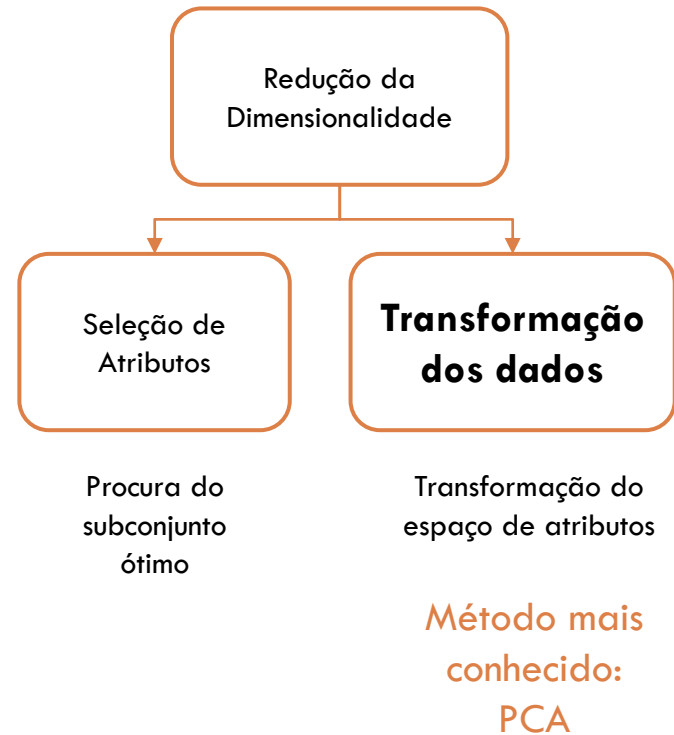 Redução da
Dimensionalidade
Seleção de
Atributos
Transformação
dos dados
Procura do
subconjunto
ótimo
Transformação do
espaço de atributos
Método mais
conhecido:
PCA